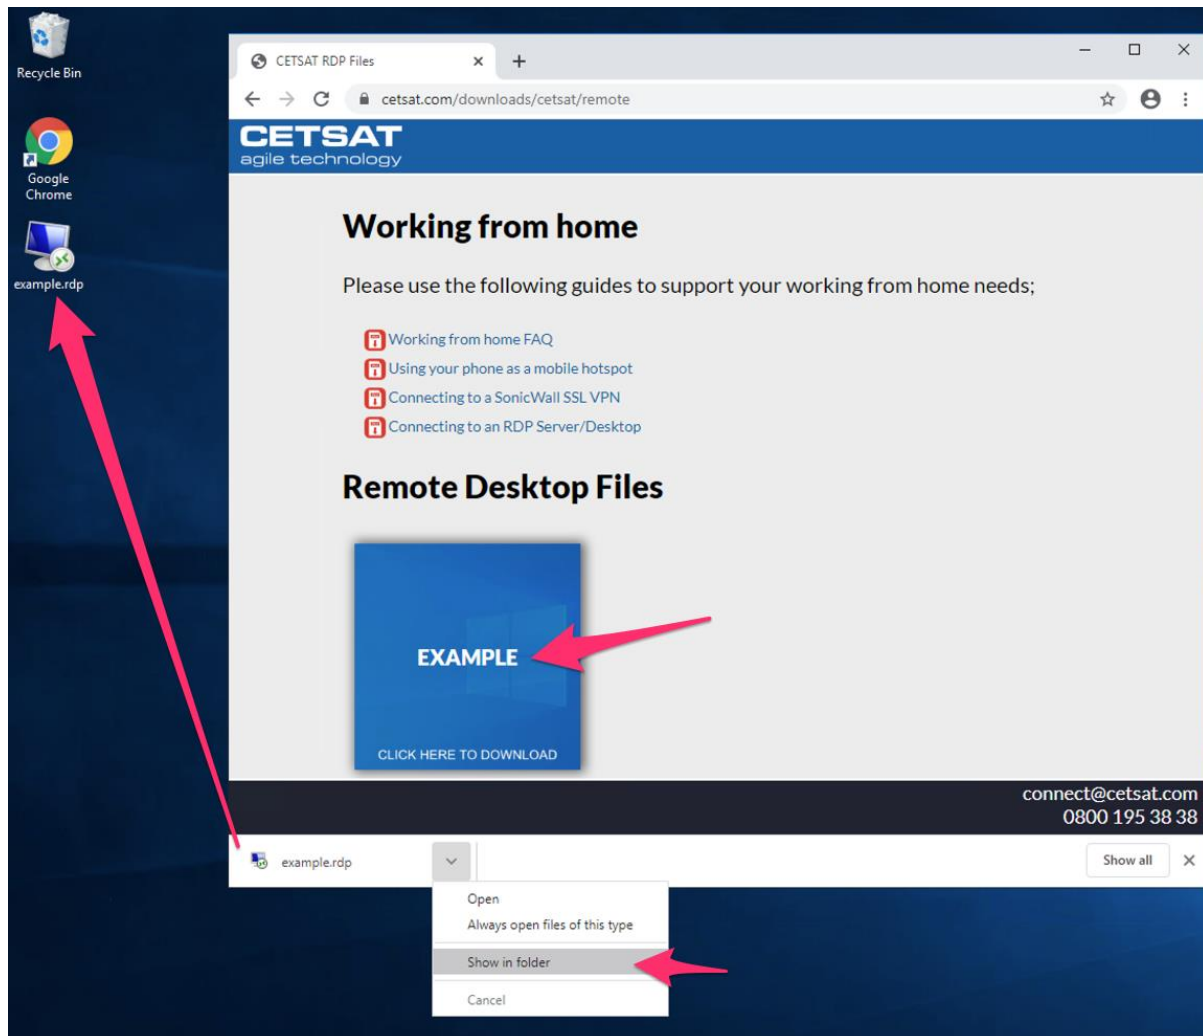 Recycle Bin
Google
Chrome
example.rdp
CETSAT RDP Files
cetsat.com/downloads/cetsat/remote
CETSAT
agile technology
Working from home
Please use the following guides to support your working from home needs;
Working from home FAQ
Using your phone as a mobile hotspot
Connecting to a SonicWall SSL VPN
Connecting to an RDP Server/Desktop
Remote Desktop Files
EXAMPLE
CLICK HERE TO DOWNLOAD
connect@cetsat.com
0800 195 38 38
example.rdp
Show all
Open
Always open files of this type
Show in folder
Cancel